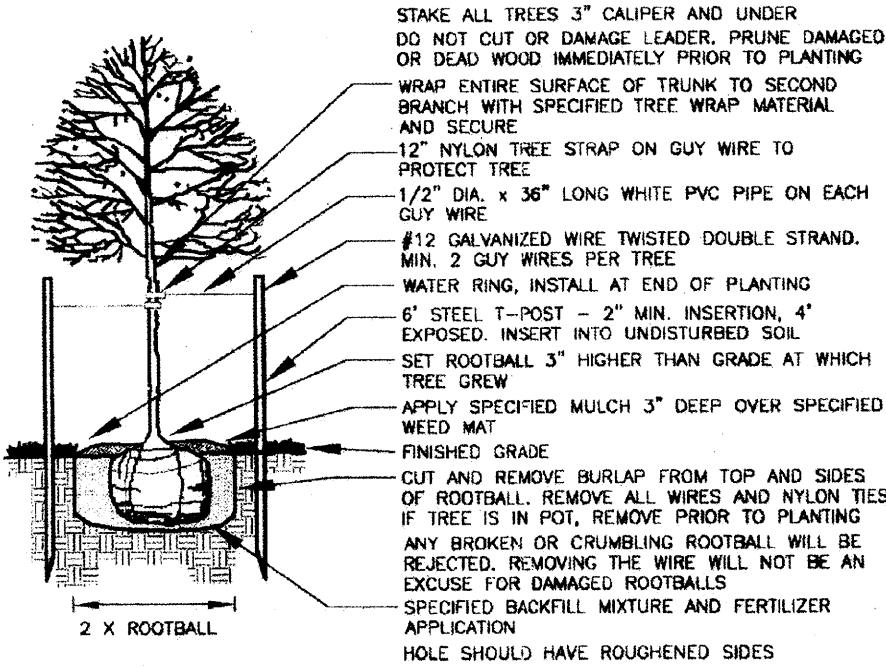 STAKE ALL TREES 3" CALIPER AND UNDER
DO NOT CUT OR DAMAGE LEADER. PRUNE DAMAGED
OR DEAD WOOD IMMEDIATELY PRIOR TO PLANTING
WRAP ENTIRE SURFACE OF TRUNK TO SECOND
BRANCH WITH SPECIFIED TREE WRAP MATERIAL
AND SECURE
12" NYLON TREE STRAP ON GUY WIRE TO
PROTECT TREE
1/2" DIA. x 36" LONG WHITE PVC PIPE ON EACH
GUY WIRE
#12 GALVANIZED WIRE TWISTED DOUBLE STRAND.
MIN. 2 GUY WIRES PER TREE
WATER RING, INSTALL AT END OF PLANTING
6' STEEL T-POST - 2" MIN. INSERTION, 4'
EXPOSED. INSERT INTO UNDISTURBED SOIL
SET ROOTBALL 3" HIGHER THAN GRADE AT WHICH
TREE GREW
APPLY SPECIFIED MULCH 3" DEEP OVER SPECIFIED
WEED MAT
FINISHED GRADE
CUT AND REMOVE BURLAP FROM TOP AND SIDES
OF ROOTBALL. REMOVE ALL WIRES AND NYLON TIES
IF TREE IS IN POT, REMOVE PRIOR TO PLANTING
ANY BROKEN OR CRUMBLING ROOTBALL WILL BE
REJECTED. REMOVING THE WIRE WILL NOT BE AN
EXCUSE FOR DAMAGED ROOTBALLS
SPECIFIED BACKFILL MIXTURE AND FERTILIZER
APPLICATION
HOLE SHOULD HAVE ROUGHENED SIDES
2 X ROOTBALL